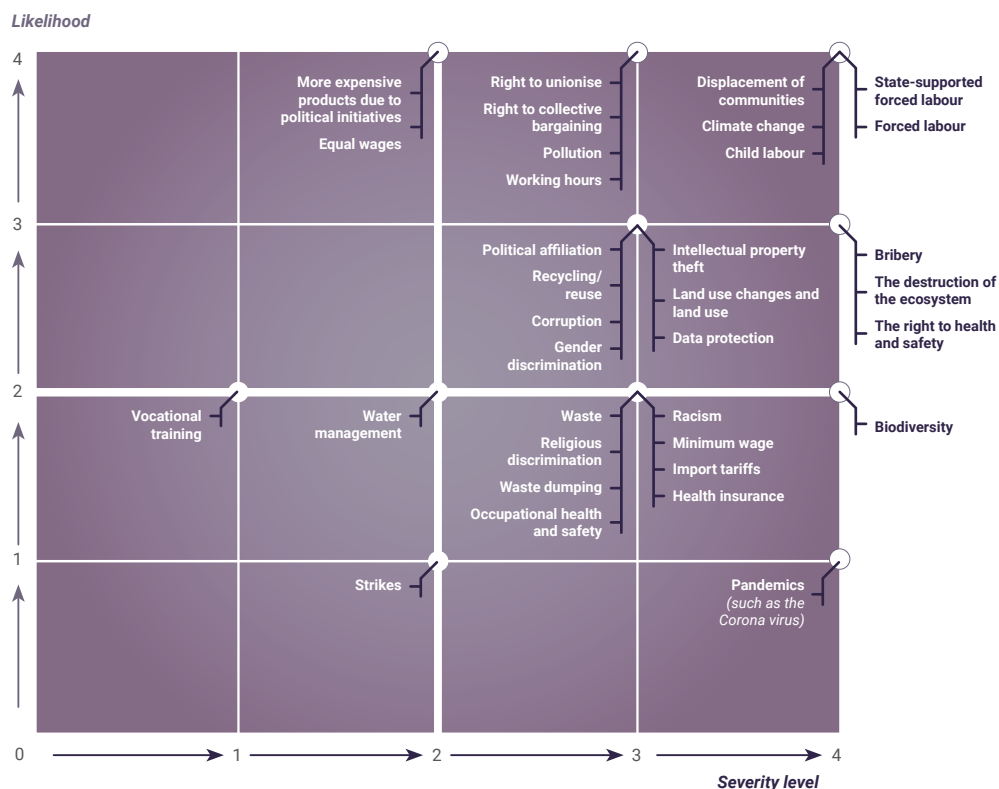 Likelihood
4
More expensive
products due to
political initiatives
Equal wages
Right to unionise
Right to collective
bargaining
Pollution
Working hours
Displacement of
communities
Climate change
Child labour
State-supported
forced labour
Forced labour
3
Political affiliation
Recycling/
reuse
Corruption
Gender
discrimination
Intellectual property
theft
Land use changes and
land use
Data protection
Bribery
The destruction of
the ecosystem
The right to health
and safety
2
Vocational
training
Water
management
Waste
Religious
discrimination
Waste dumping
Occupational health
and safety
Racism
Minimum wage
Import tariffs
Health insurance
Biodiversity
1
Strikes
Pandemics
(such as the
Corona virus)
0 1 2 3 4
Severity level